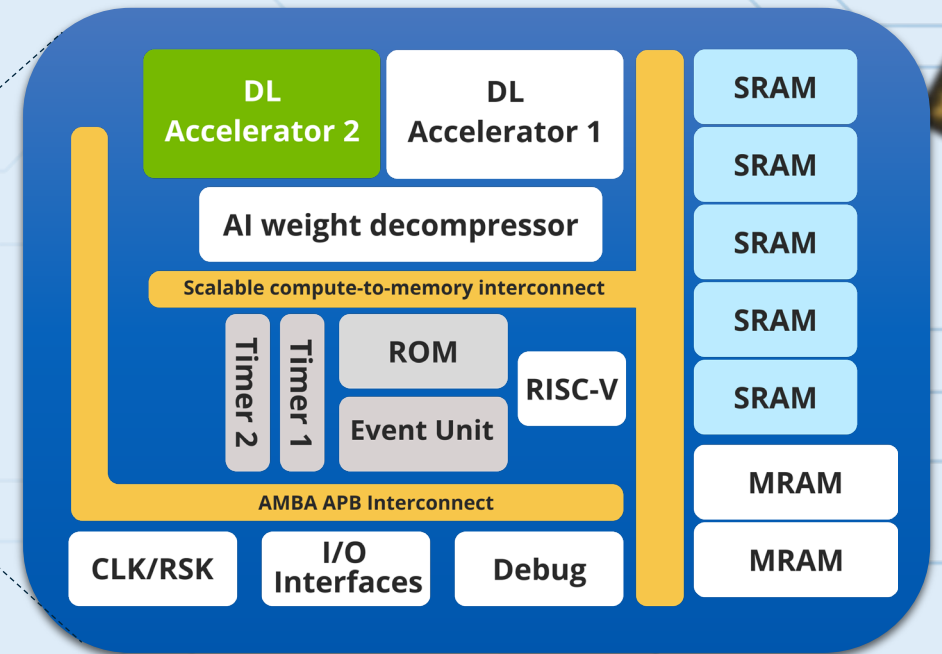 DL
Accelerator 2
DL
Accelerator 1
AI weight decompressor
Scalable compute-to-memory interconnect
Timer 2
Timer 1
ROM
Event Unit
RISC-V
AMBA APB Interconnect
CLK/RSK
I/O
Interfaces
Debug
SRAM
SRAM
SRAM
SRAM
SRAM
MRAM
MRAM